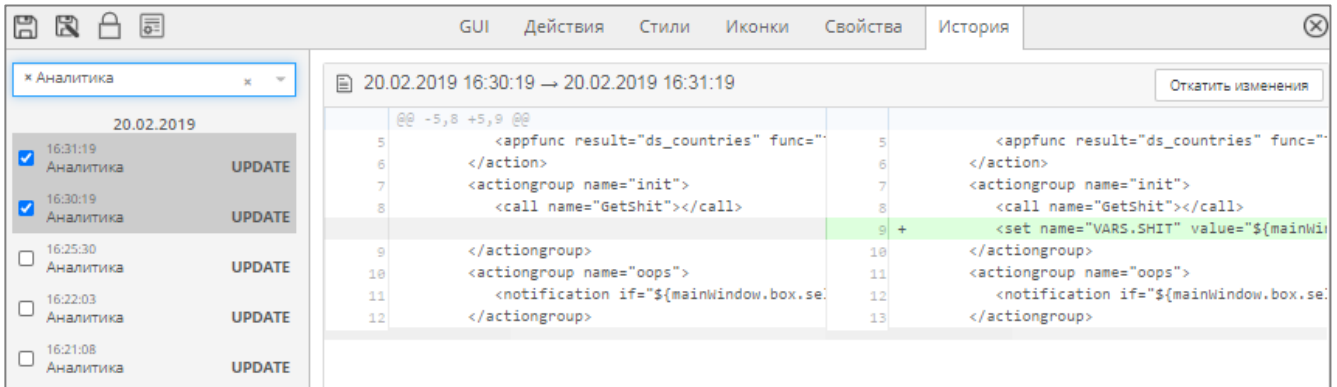 GUI Действия Стили Иконки Свойства История
× Аналитика ×
20.02.2019
16:31:19
Аналитика UPDATE
16:30:19
Аналитика UPDATE
16:25:30
Аналитика UPDATE
16:22:03
Аналитика UPDATE
16:21:08
Аналитика UPDATE
20.02.2019 16:30:19 → 20.02.2019 16:31:19 Откатить изменения
@@ -5,8 +5,9 @@
5 <appfunc result="ds_countries" func=" 5 <appfunc result="ds_countries" func="
6 </action> 6 </action>
7 <actiongroup name="init"> 7 <actiongroup name="init">
8 <call name="GetShit"></call> 8 <call name="GetShit"></call>
9 + <set name="VARS.SHIT" value="${mainWi
9 </actiongroup> 10 </actiongroup>
10 <actiongroup name="oops"> 11 <actiongroup name="oops">
11 <notification if="${mainWindow.box.se 12 <notification if="${mainWindow.box.se
12 </actiongroup> 13 </actiongroup>